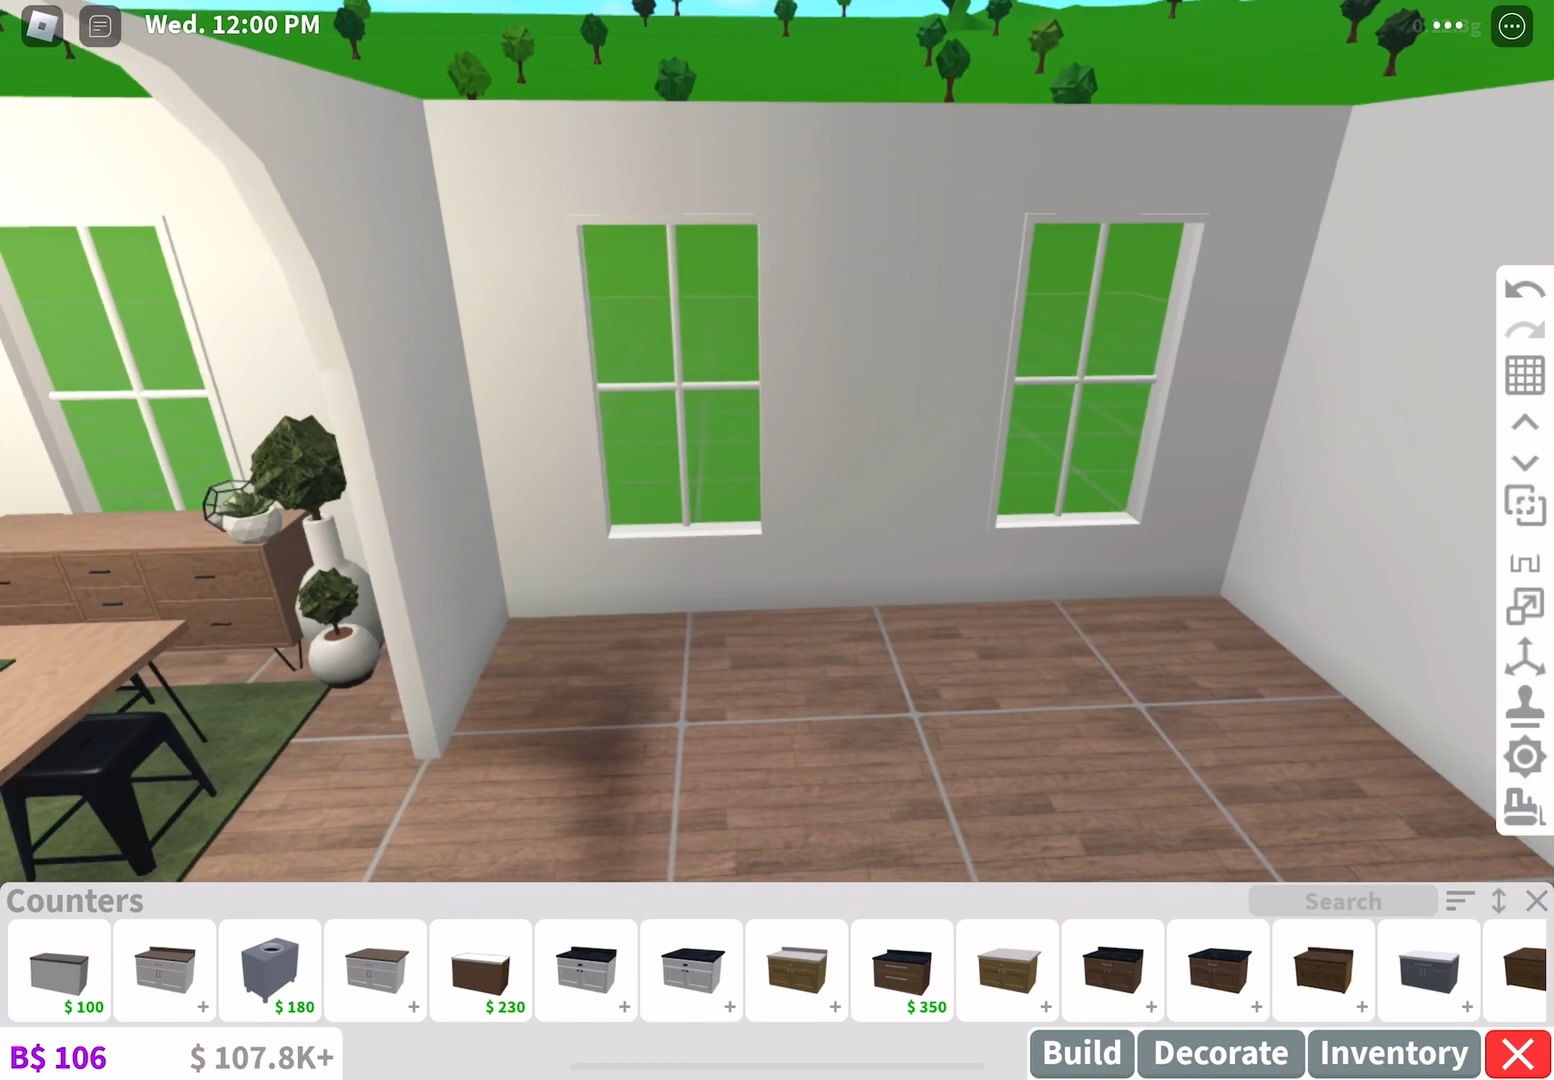 Wed. 12:00 PM
Counters
Search
$ 100
$ 180
$ 230
$ 350
B$ 106
$ 107.8K+
Build
Decorate
Inventory